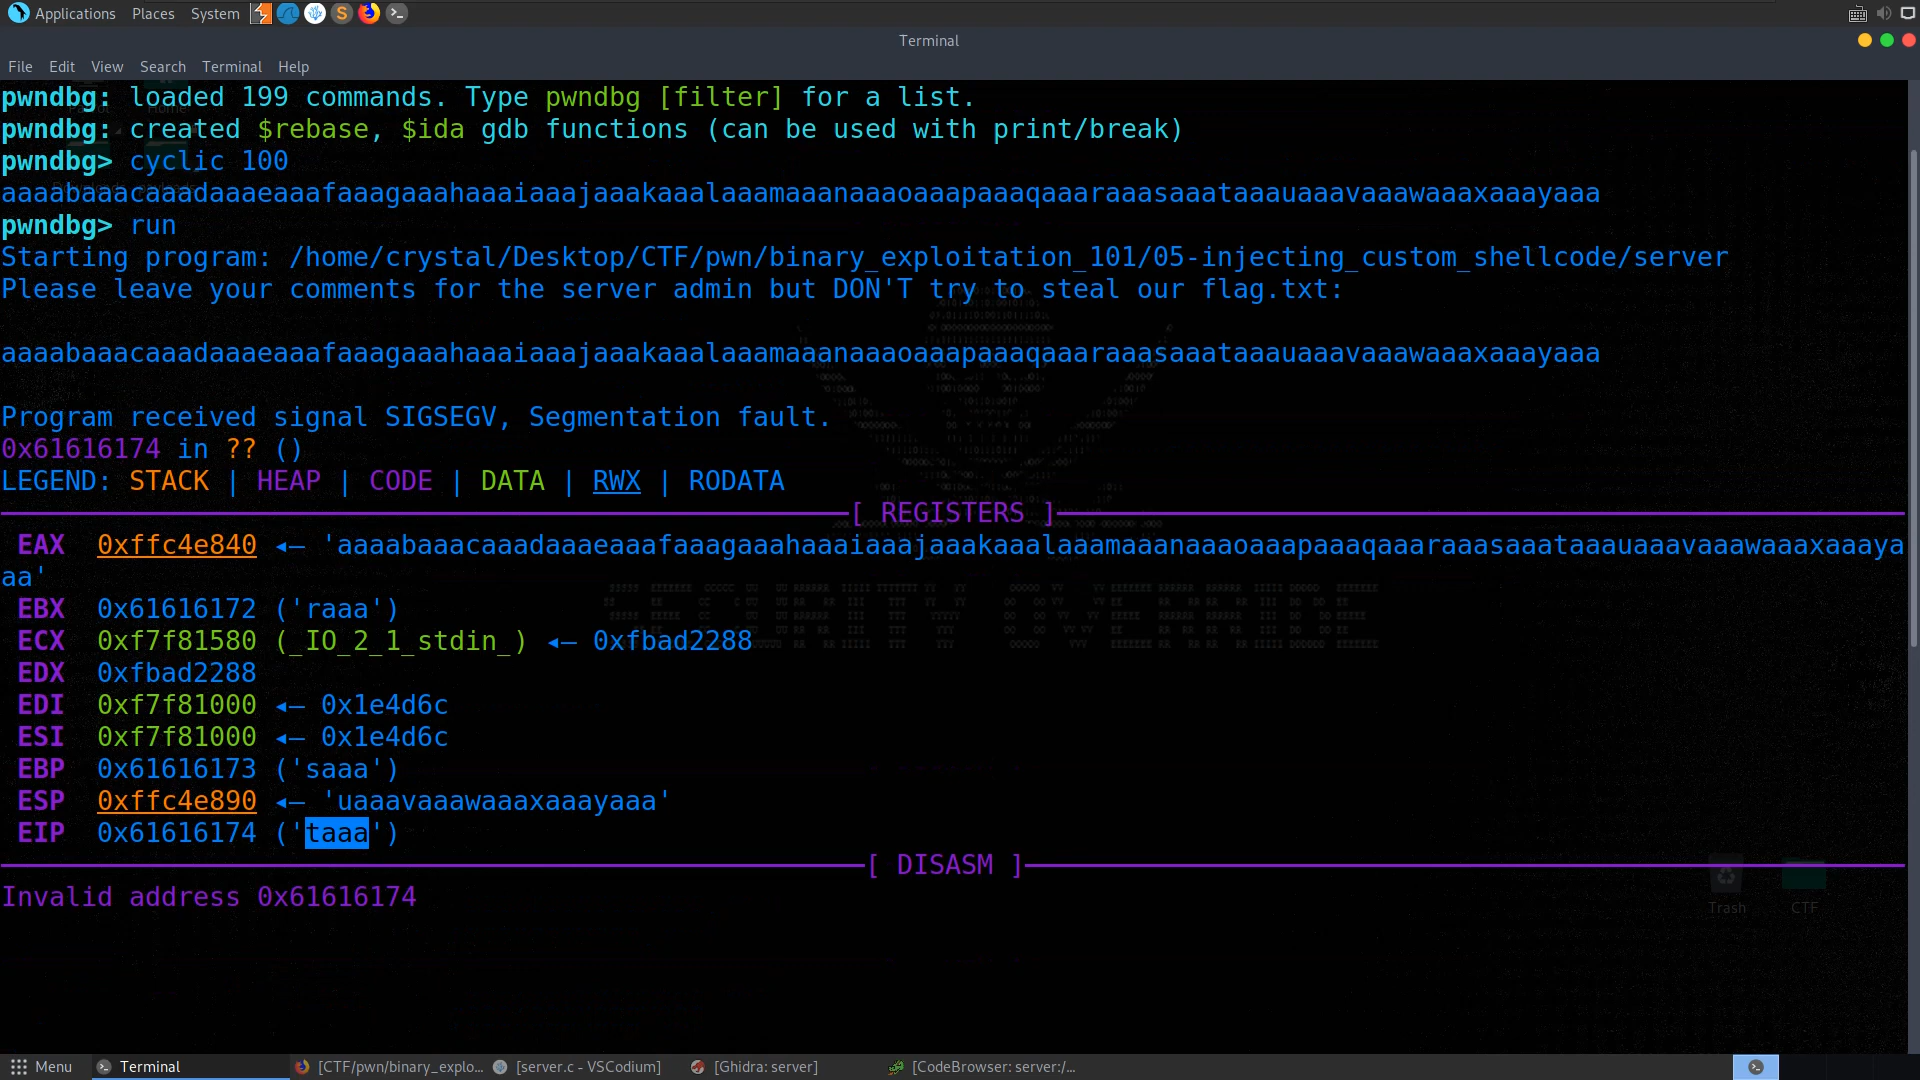 Applications Places System
Terminal
File Edit View Search Terminal Help
pwndbg: loaded 199 commands. Type pwndbg [filter] for a list.
pwndbg: created $rebase, $ida gdb functions (can be used with print/break)
pwndbg> cyclic 100
aaaabaaacaaadaaaeaaafaaagaaahaaaiaaajaaakaaalaaamaaanaaaoaaapaaaqaaaraaasaaataaauaaavaaawaaaxaaayaaa
pwndbg> run
Starting program: /home/crystal/Desktop/CTF/pwn/binary_exploitation_101/05-injecting_custom_shellcode/server
Please leave your comments for the server admin but DON'T try to steal our flag.txt:
aaaabaaacaaadaaaeaaafaaagaaahaaaiaaajaaakaaalaaamaaanaaaoaaapaaaqaaaraaasaaataaauaaavaaawaaaxaaayaaa
Program received signal SIGSEGV, Segmentation fault.
0x61616174 in ?? ()
LEGEND: STACK | HEAP | CODE | DATA | RWX | RODATA
[ REGISTERS ]
EAX 0xffc4e840 ◂— 'aaaabaaacaaadaaaeaaafaaagaaahaaaiaaajaaakaaalaaamaaanaaaoaaapaaaqaaaraaasaaataaauaaavaaawaaaxaaaya
aa'
EBX 0x61616172 ('raaa')
ECX 0xf7f81580 (_IO_2_1_stdin_) ◂— 0xfbad2288
EDX 0xfbad2288
EDI 0xf7f81000 ◂— 0x1e4d6c
ESI 0xf7f81000 ◂— 0x1e4d6c
EBP 0x61616173 ('saaa')
ESP 0xffc4e890 ◂— 'uaaavaaawaaaxaaayaaa'
EIP 0x61616174 ('taaa')
[ DISASM ]
Invalid address 0x61616174
Trash CTF
Menu Terminal [CTF/pwn/binary_explo... [server.c - VSCodium] [Ghidra: server] [CodeBrowser: server:/...